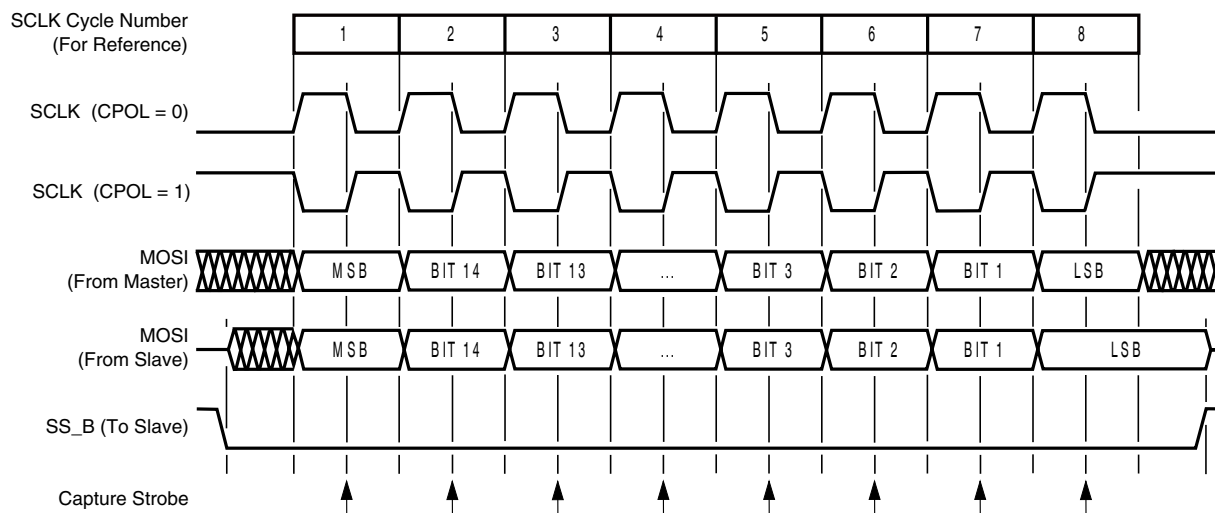 SCLK Cycle Number
(For Reference)
1 2 3 4 5 6 7 8
SCLK (CPOL = 0)
SCLK (CPOL = 1)
MOSI
(From Master)
MSB BIT 14 BIT 13 ... BIT 3 BIT 2 BIT 1 LSB
MOSI
(From Slave)
MSB BIT 14 BIT 13 ... BIT 3 BIT 2 BIT 1 LSB
SS_B (To Slave)
Capture Strobe